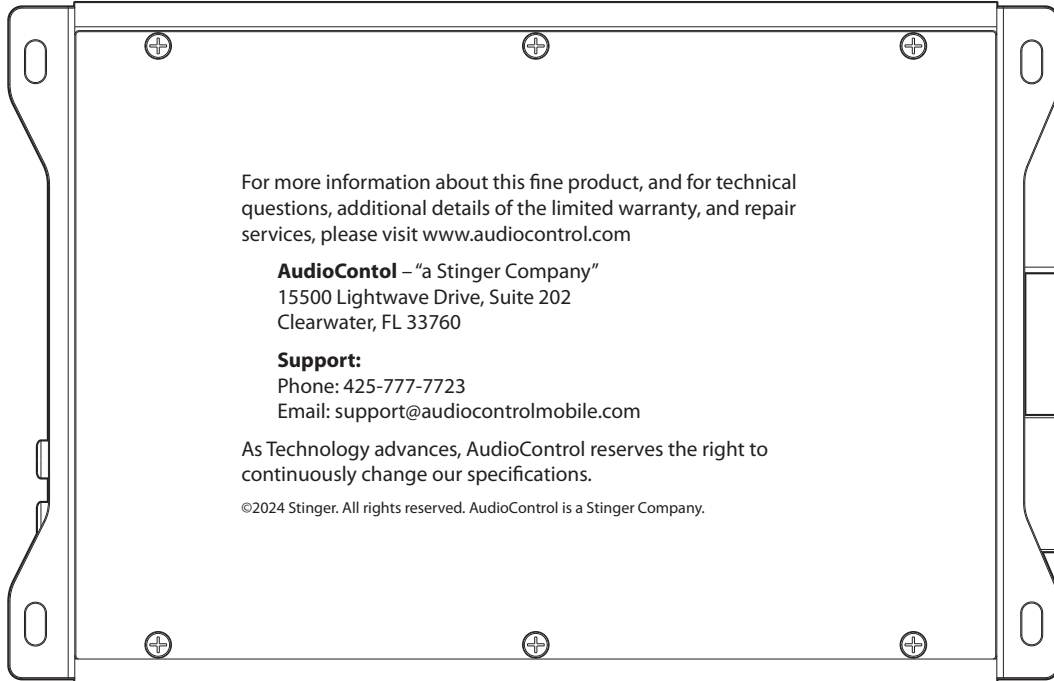 For more information about this fine product, and for technical
questions, additional details of the limited warranty, and repair
services, please visit www.audiocontrol.com
AudioContol – “a Stinger Company”
15500 Lightwave Drive, Suite 202
Clearwater, FL 33760
Support:
Phone: 425-777-7723
Email: support@audiocontrolmobile.com
As Technology advances, AudioControl reserves the right to
continuously change our specifications.
©2024 Stinger. All rights reserved. AudioControl is a Stinger Company.